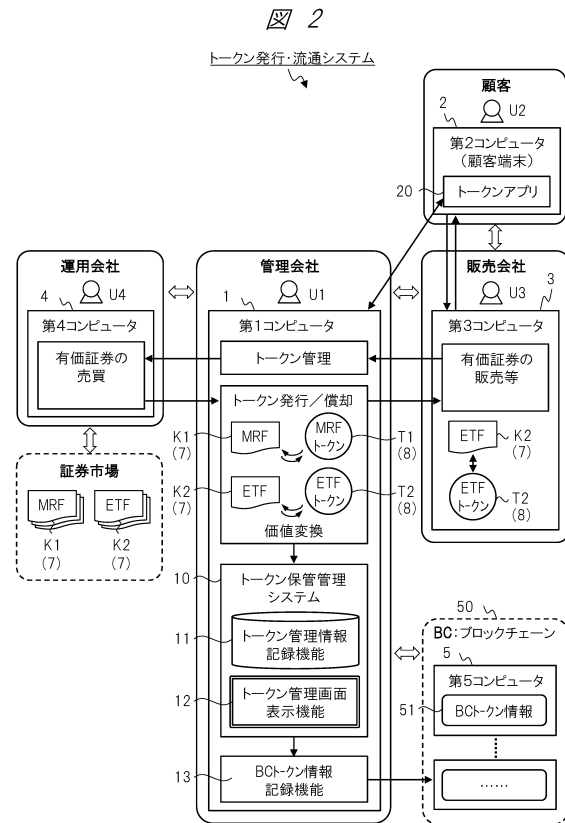 図 2
トークン発行・流通システム
顧客
2
U2
第2コンピュータ
(顧客端末)
20
トークンアプリ
運用会社
4
U4
第4コンピュータ
有価証券の
売買
証券市場
MRF
ETF
K1
(7)
K2
(7)
管理会社
1
U1
第1コンピュータ
トークン管理
トークン発行／償却
K1
(7)
MRF
MRF
トークン
T1
(8)
K2
(7)
ETF
ETF
トークン
T2
(8)
価値変換
10
トークン保管管理
システム
11
トークン管理情報
記録機能
12
トークン管理画面
表示機能
13
BCトークン情報
記録機能
販売会社
U3
3
第3コンピュータ
有価証券の
販売等
ETF
K2
(7)
ETF
トークン
T2
(8)
50
BC:ブロックチェーン
5
第5コンピュータ
51
BCトークン情報
……